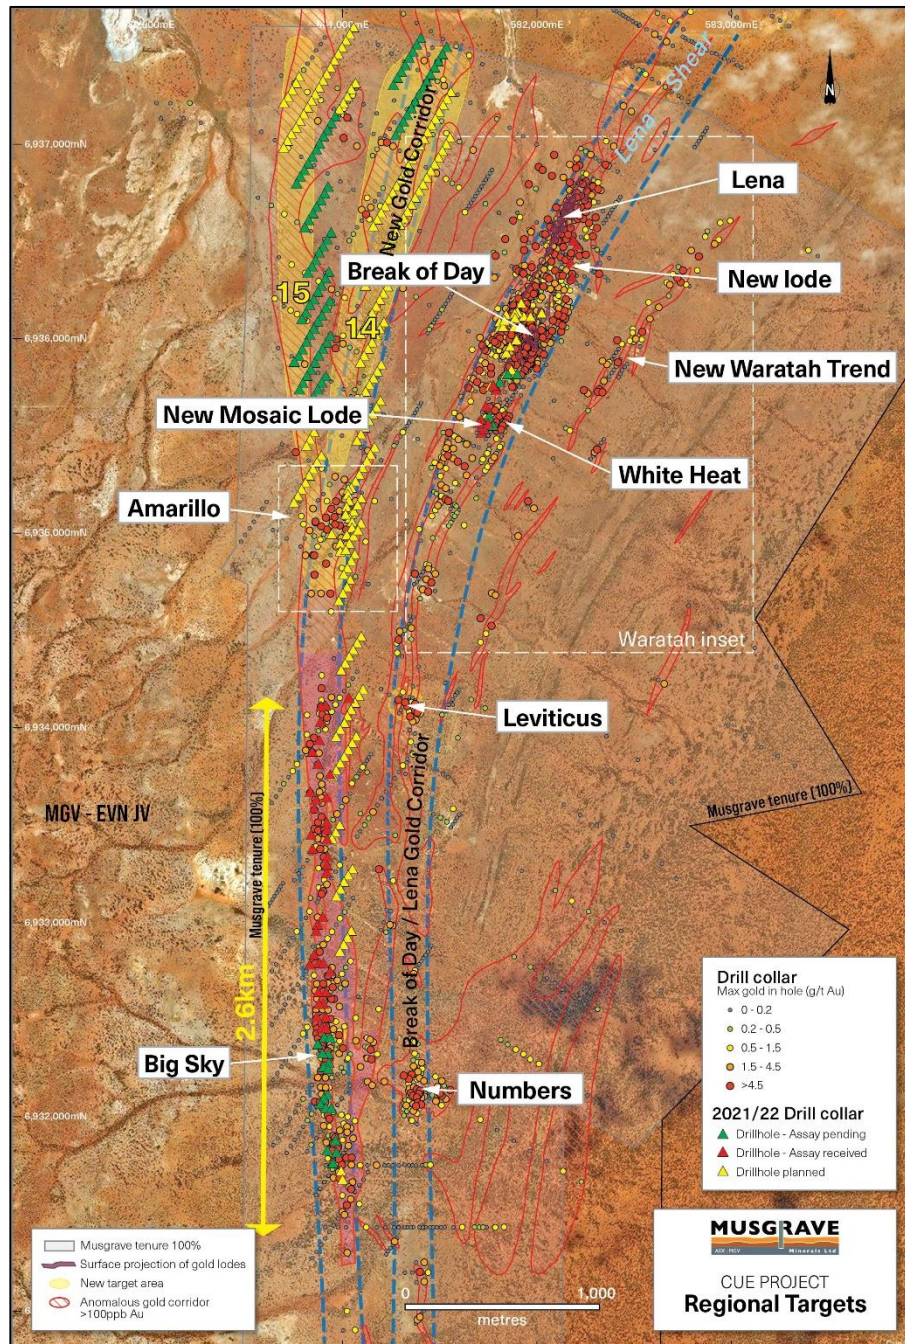 582,000mE
583,000mE
Lena Shear
N
6,937,000mN
Lena
New Gold Corridor
Break of Day
New lode
15
14
6,936,000mN
New Waratah Trend
New Mosaic Lode
White Heat
Amarillo
6,935,000mN
Waratah inset
6,934,000mN
Leviticus
MGV - EVN JV
Musgrave tenure (100%)
Musgrave tenure (100%)
Break of Day / Lena Gold Corridor
6,933,000mN
2.6km
Big Sky
Numbers
6,932,000mN
Drill collar
Max gold in hole (g/t Au)
0 - 0.2
0.2 - 0.5
0.5 - 1.5
1.5 - 4.5
>4.5
2021/22 Drill collar
Drillhole - Assay pending
Drillhole - Assay received
Drillhole planned
Musgrave tenure 100%
Surface projection of gold lodes
New target area
Anomalous gold corridor
>100ppb Au
0 1,000
metres
MUSGRAVE
ASX : MGV Minerals Ltd
CUE PROJECT
Regional Targets